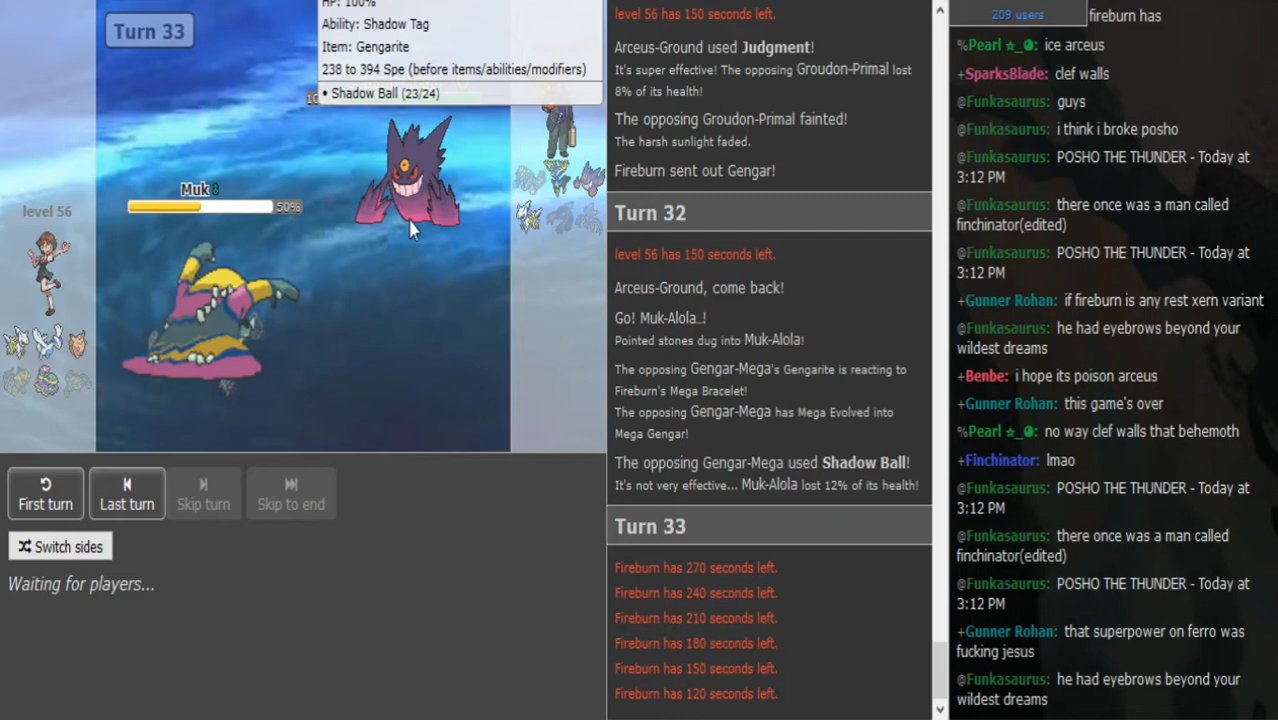 Turn 33
HP: 100%
Ability: Shadow Tag
Item: Gengarite
238 to 394 Spe (before items/abilities/modifiers)
• Shadow Ball (23/24)
Muk
50%
level 56
First turn
Last turn
Skip turn
Skip to end
Switch sides
Waiting for players...
level 56 has 150 seconds left.
Arceus-Ground used Judgment!
It's super effective! The opposing Groudon-Primal lost
8% of its health!
The opposing Groudon-Primal fainted!
The harsh sunlight faded.
Fireburn sent out Gengar!
Turn 32
level 56 has 150 seconds left.
Arceus-Ground, come back!
Go! Muk-Alola..!
Pointed stones dug into Muk-Alola!
The opposing Gengar-Mega's Gengarite is reacting to
Fireburn's Mega Bracelet!
The opposing Gengar-Mega has Mega Evolved into
Mega Gengar!
The opposing Gengar-Mega used Shadow Ball!
It's not very effective... Muk-Alola lost 12% of its health!
Turn 33
Fireburn has 270 seconds left.
Fireburn has 240 seconds left.
Fireburn has 210 seconds left.
Fireburn has 180 seconds left.
Fireburn has 150 seconds left.
Fireburn has 120 seconds left.
209 users
fireburn has
%Pearl ☆_◕: ice arceus
+SparksBlade: clef walls
@Funkasaurus: guys
@Funkasaurus: i think i broke posho
@Funkasaurus: POSHO THE THUNDER - Today at
3:12 PM
@Funkasaurus: there once was a man called
finchinator(edited)
@Funkasaurus: POSHO THE THUNDER - Today at
3:12 PM
+Gunner Rohan: if fireburn is any rest xern variant
@Funkasaurus: he had eyebrows beyond your
wildest dreams
+Benbe: i hope its poison arceus
+Gunner Rohan: this game's over
%Pearl ☆_◕: no way clef walls that behemoth
+Finchinator: lmao
@Funkasaurus: POSHO THE THUNDER - Today at
3:12 PM
@Funkasaurus: there once was a man called
finchinator(edited)
@Funkasaurus: POSHO THE THUNDER - Today at
3:12 PM
+Gunner Rohan: that superpower on ferro was
fucking jesus
@Funkasaurus: he had eyebrows beyond your
wildest dreams